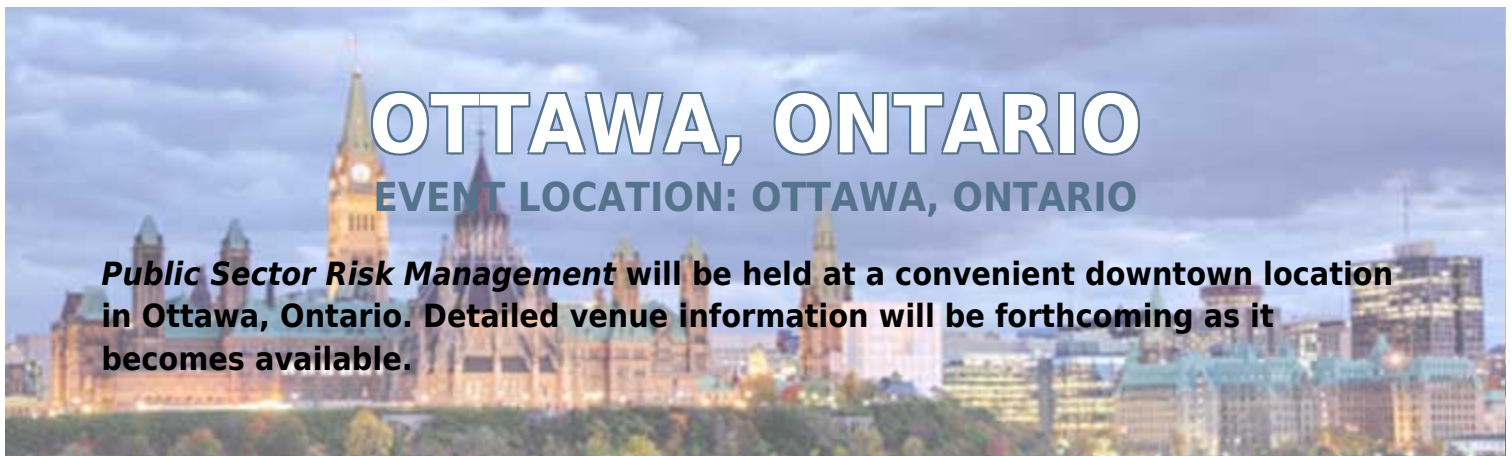 OTTAWA, ONTARIO
EVENT LOCATION: OTTAWA, ONTARIO
Public Sector Risk Management will be held at a convenient downtown location
in Ottawa, Ontario. Detailed venue information will be forthcoming as it
becomes available.